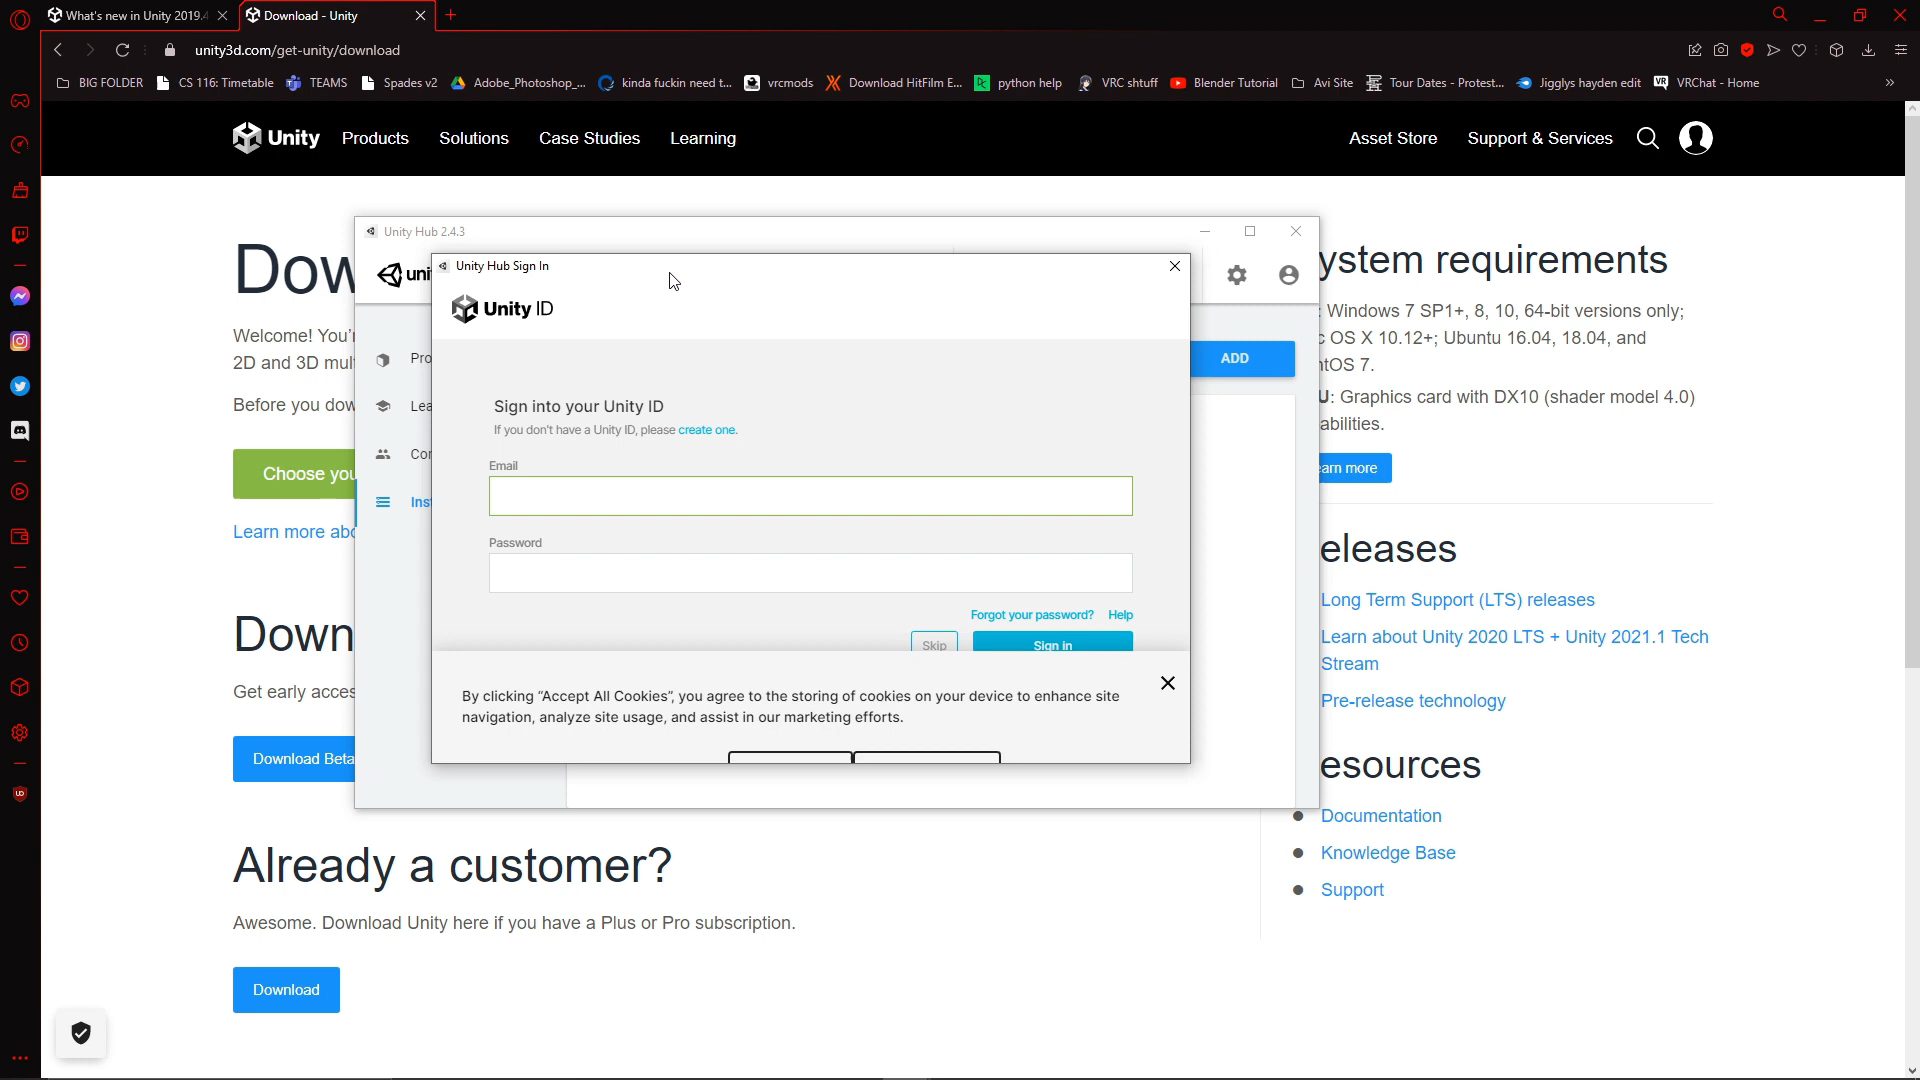 What's new in Unity 2019.4
Download - Unity
unity3d.com/get-unity/download
BIG FOLDER
CS 116: Timetable
TEAMS
Spades v2
Adobe_Photoshop_...
kinda fuckin need t...
vrcmods
Download HitFilm E...
python help
VRC shtuff
Blender Tutorial
Avi Site
Tour Dates - Protest...
Jigglys hayden edit
VRChat - Home
Unity
Products
Solutions
Case Studies
Learning
Asset Store
Support & Services
Unity Hub 2.4.3
Unity Hub Sign In
Unity ID
Sign into your Unity ID
If you don't have a Unity ID, please create one.
Email
Password
Forgot your password? Help
Skip
Sign in
By clicking “Accept All Cookies”, you agree to the storing of cookies on your device to enhance site
navigation, analyze site usage, and assist in our marketing efforts.
ADD
Dow
Welcome! You'r
2D and 3D mul
Before you dow
Choose you
Learn more abo
Down
Get early acces
Download Beta
Already a customer?
Awesome. Download Unity here if you have a Plus or Pro subscription.
Download
ystem requirements
Windows 7 SP1+, 8, 10, 64-bit versions only;
OS X 10.12+; Ubuntu 16.04, 18.04, and
tOS 7.
U: Graphics card with DX10 (shader model 4.0)
abilities.
arn more
eleases
Long Term Support (LTS) releases
Learn about Unity 2020 LTS + Unity 2021.1 Tech
Stream
Pre-release technology
esources
Documentation
Knowledge Base
Support